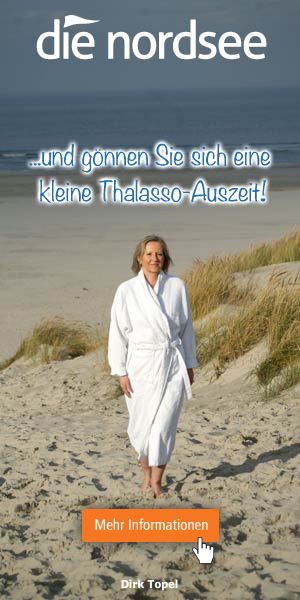 die nordsee
...und gönnen Sie sich eine
kleine Thalasso-Auszeit!
Mehr Informationen
Dirk Topel